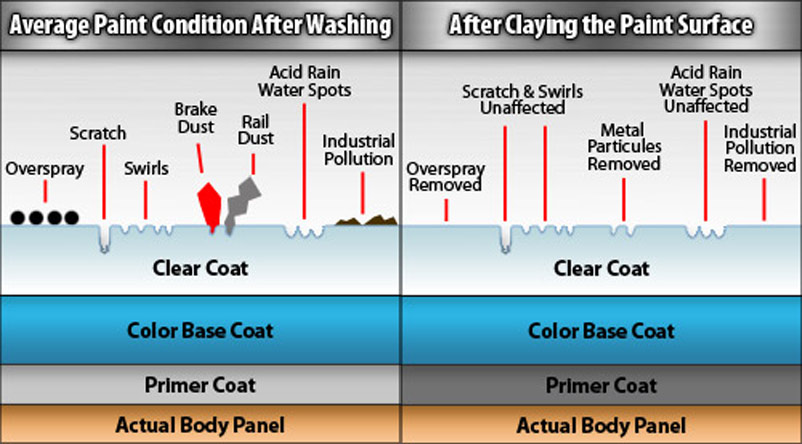 Average Paint Condition After Washing
Acid Rain
Water Spots
Brake
Dust
Rail
Dust
Scratch
Industrial
Pollution
Overspray
Swirls
Clear Coat
Color Base Coat
Primer Coat
Actual Body Panel
After Claying the Paint Surface
Acid Rain
Water Spots
Unaffected
Scratch & Swirls
Unaffected
Metal
Particules
Removed
Industrial
Pollution
Removed
Overspray
Removed
Clear Coat
Color Base Coat
Primer Coat
Actual Body Panel